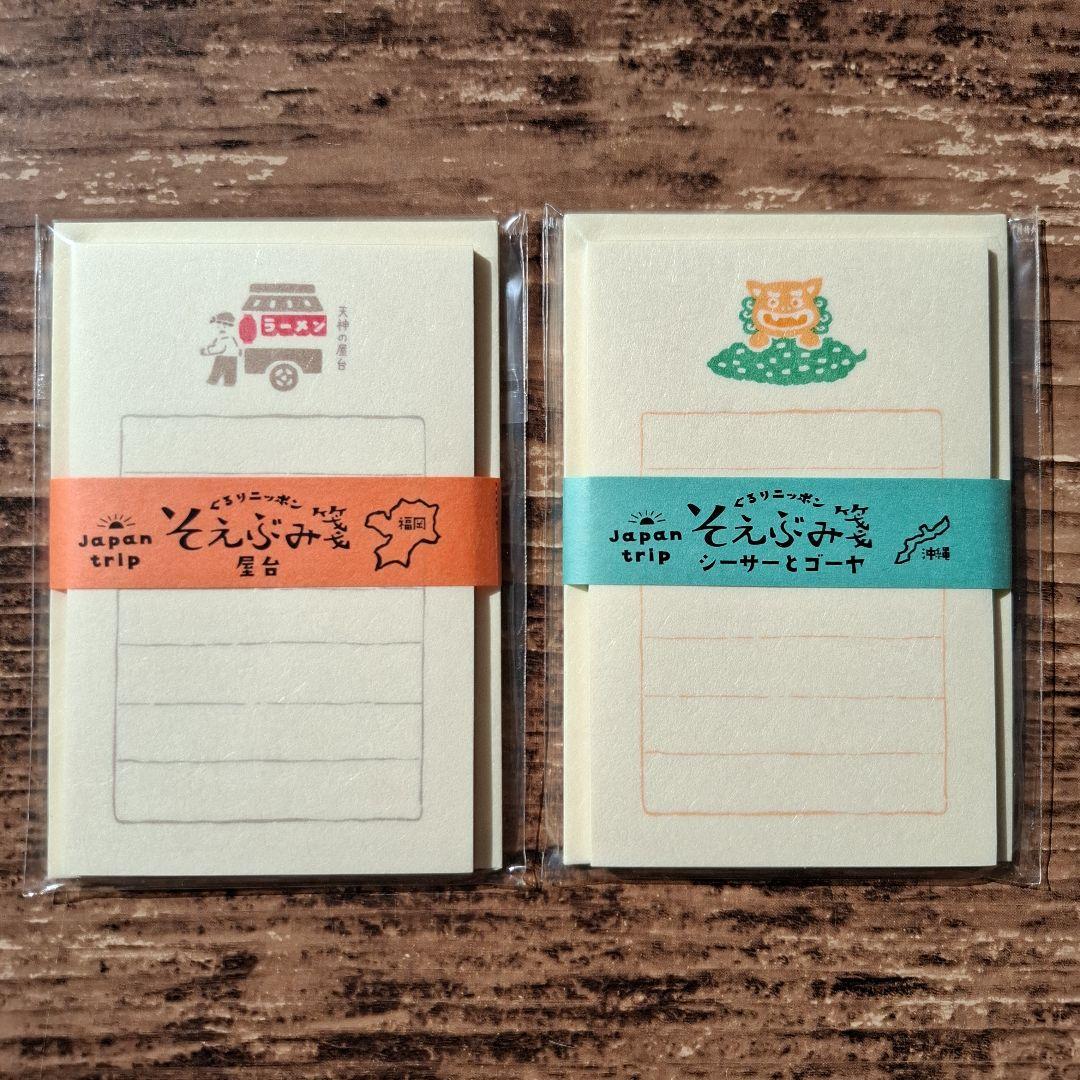 ラーメン
天神の屋台
ぐるりニッポン
Japan trip
そえぶみ箋
屋台
福岡
ぐるりニッポン
Japan trip
そえぶみ箋
シーサーとゴーヤ
沖縄